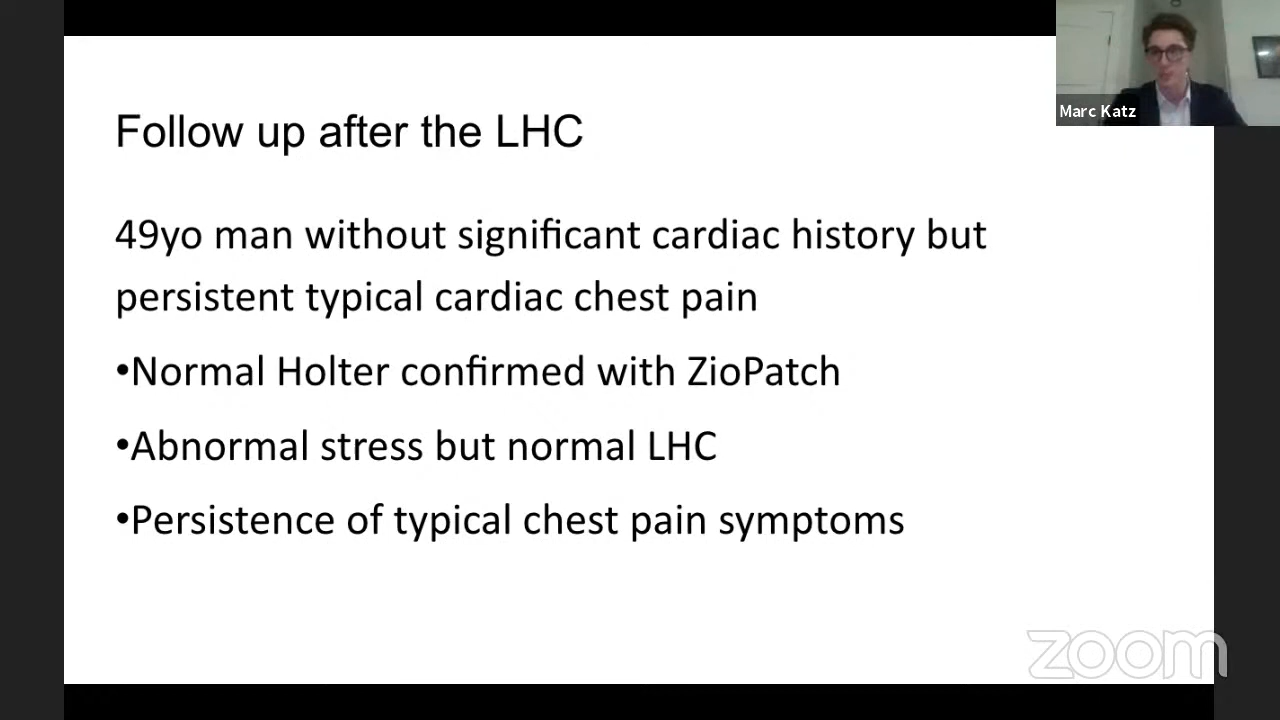 Marc Katz
Follow up after the LHC
49yo man without significant cardiac history but
persistent typical cardiac chest pain
•Normal Holter confirmed with ZioPatch
•Abnormal stress but normal LHC
•Persistence of typical chest pain symptoms
zoom